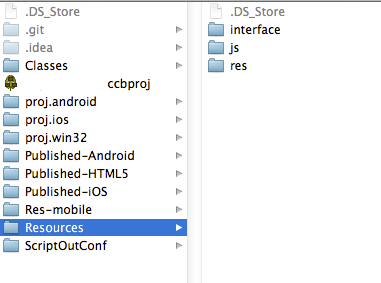 .DS_Store
.git
.idea
Classes
ccbproj
proj.android
proj.ios
proj.win32
Published-Android
Published-HTML5
Published-iOS
Res-mobile
Resources
ScriptOutConf
.DS_Store
interface
js
res